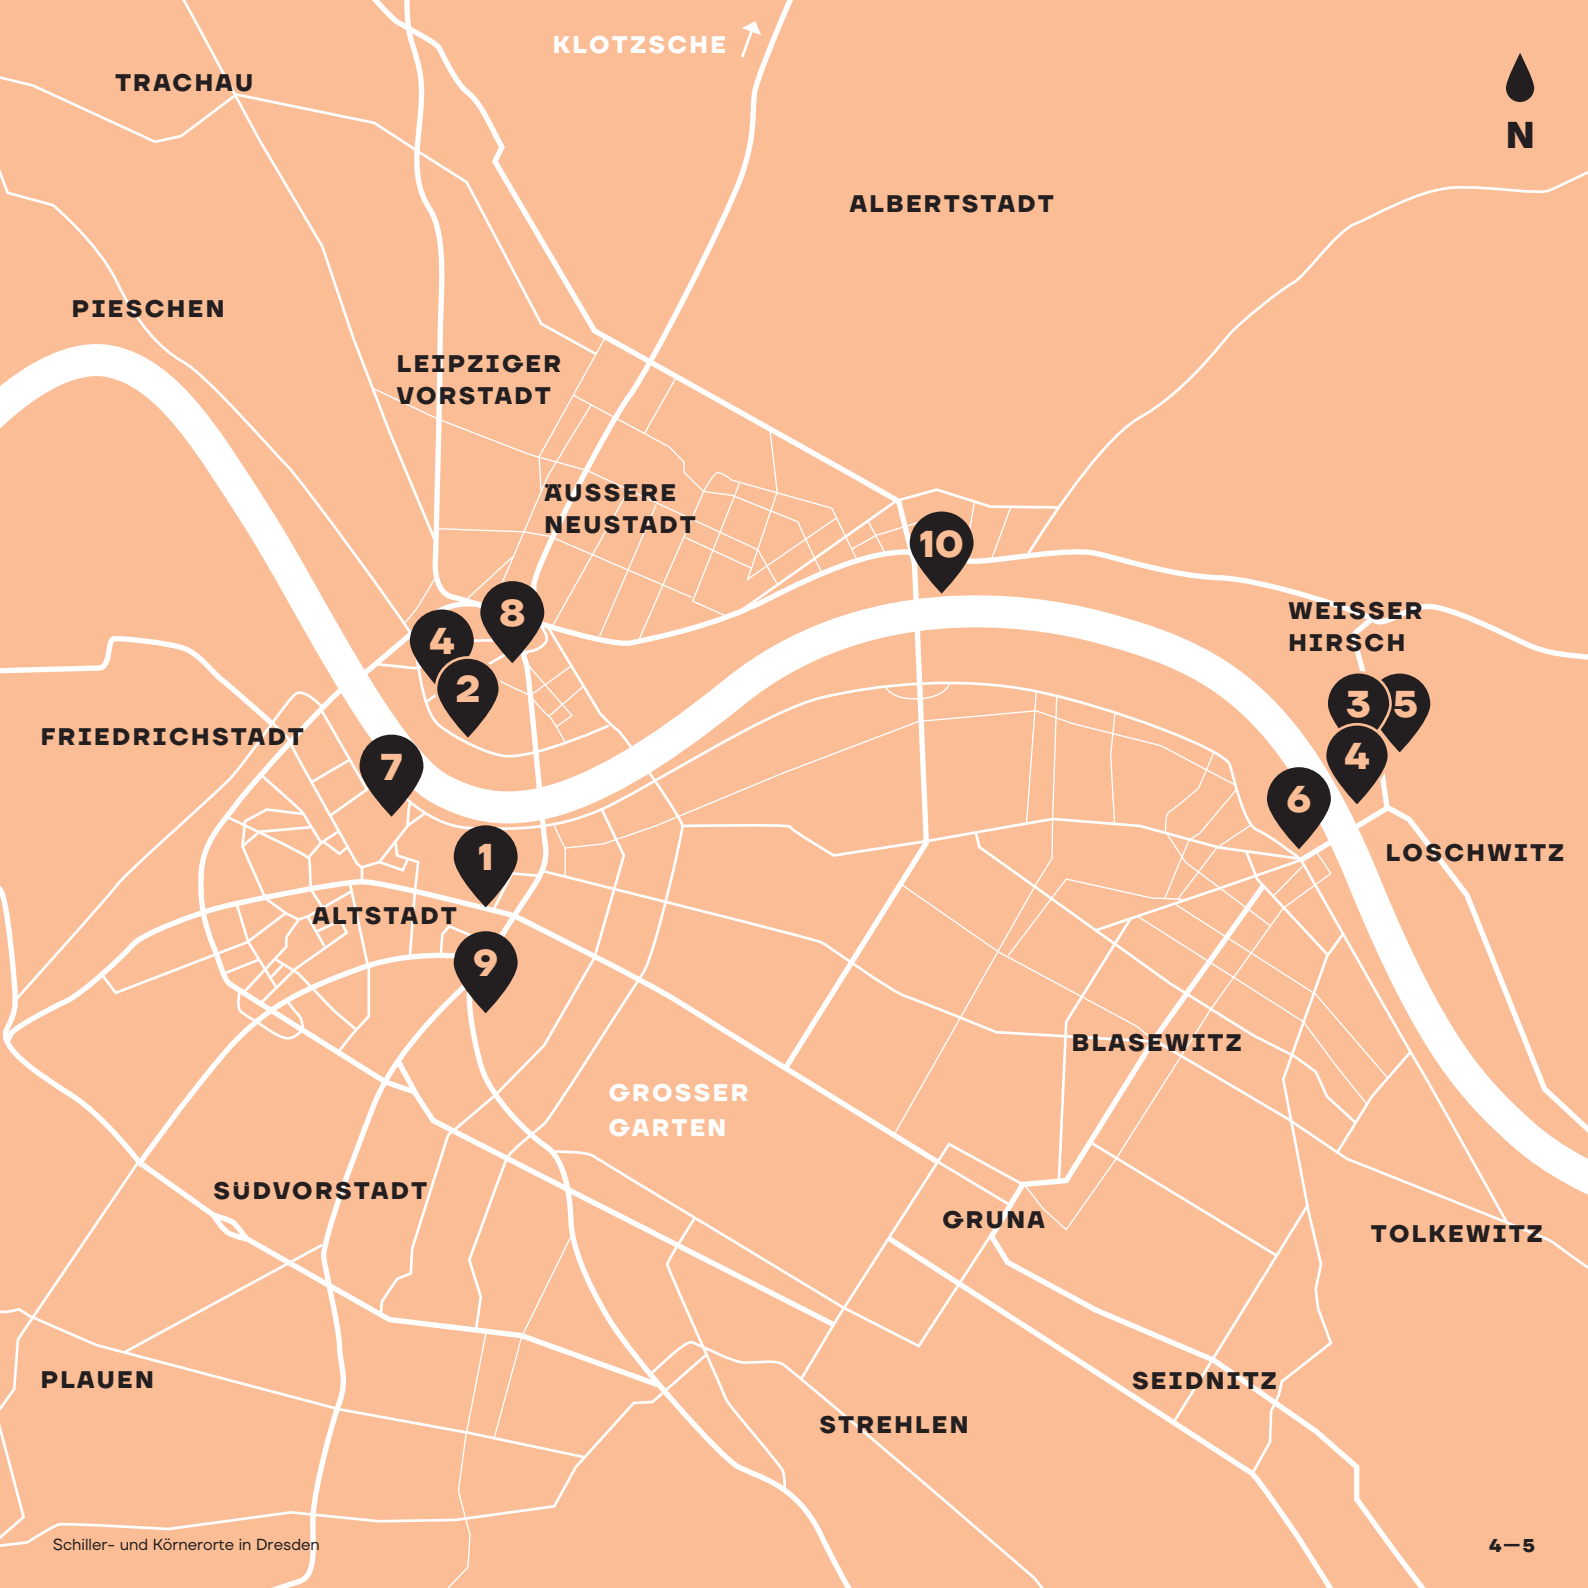 KLOTZSCHE
TRACHAU
N
ALBERTSTADT
PIESCHEN
LEIPZIGER
VORSTADT
ÄUSSERE
NEUSTADT
10
8
4
2
WEISSER
HIRSCH
3
5
4
6
FRIEDRICHSTADT
7
1
LOSCHWITZ
ALTSTADT
9
BLASEWITZ
GROSSER
GARTEN
SÜDVORSTADT
GRUNA
TOLKEWITZ
PLAUEN
SEIDNITZ
STREHLEN
Schiller- und Körnerorte in Dresden
4—5